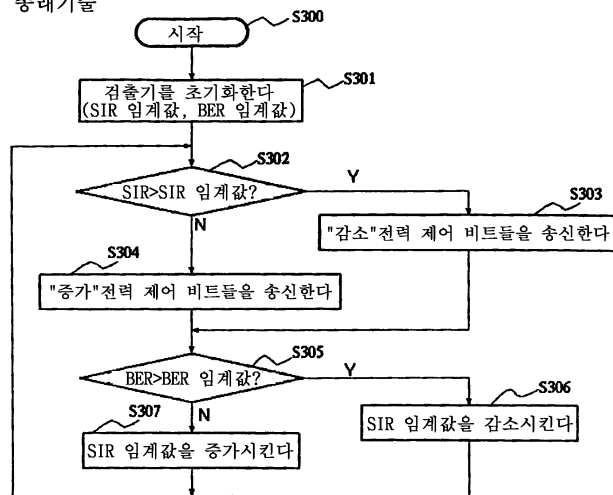 종래기술
S300
시작
S301
검출기를 초기화한다
(SIR 임계값, BER 임계값)
S302
SIR>SIR 임계값?
Y
N
S303
"감소"전력 제어 비트들을 송신한다
S304
"증가"전력 제어 비트들을 송신한다
S305
BER>BER 임계값?
Y
N
S306
SIR 임계값을 감소시킨다
S307
SIR 임계값을 증가시킨다